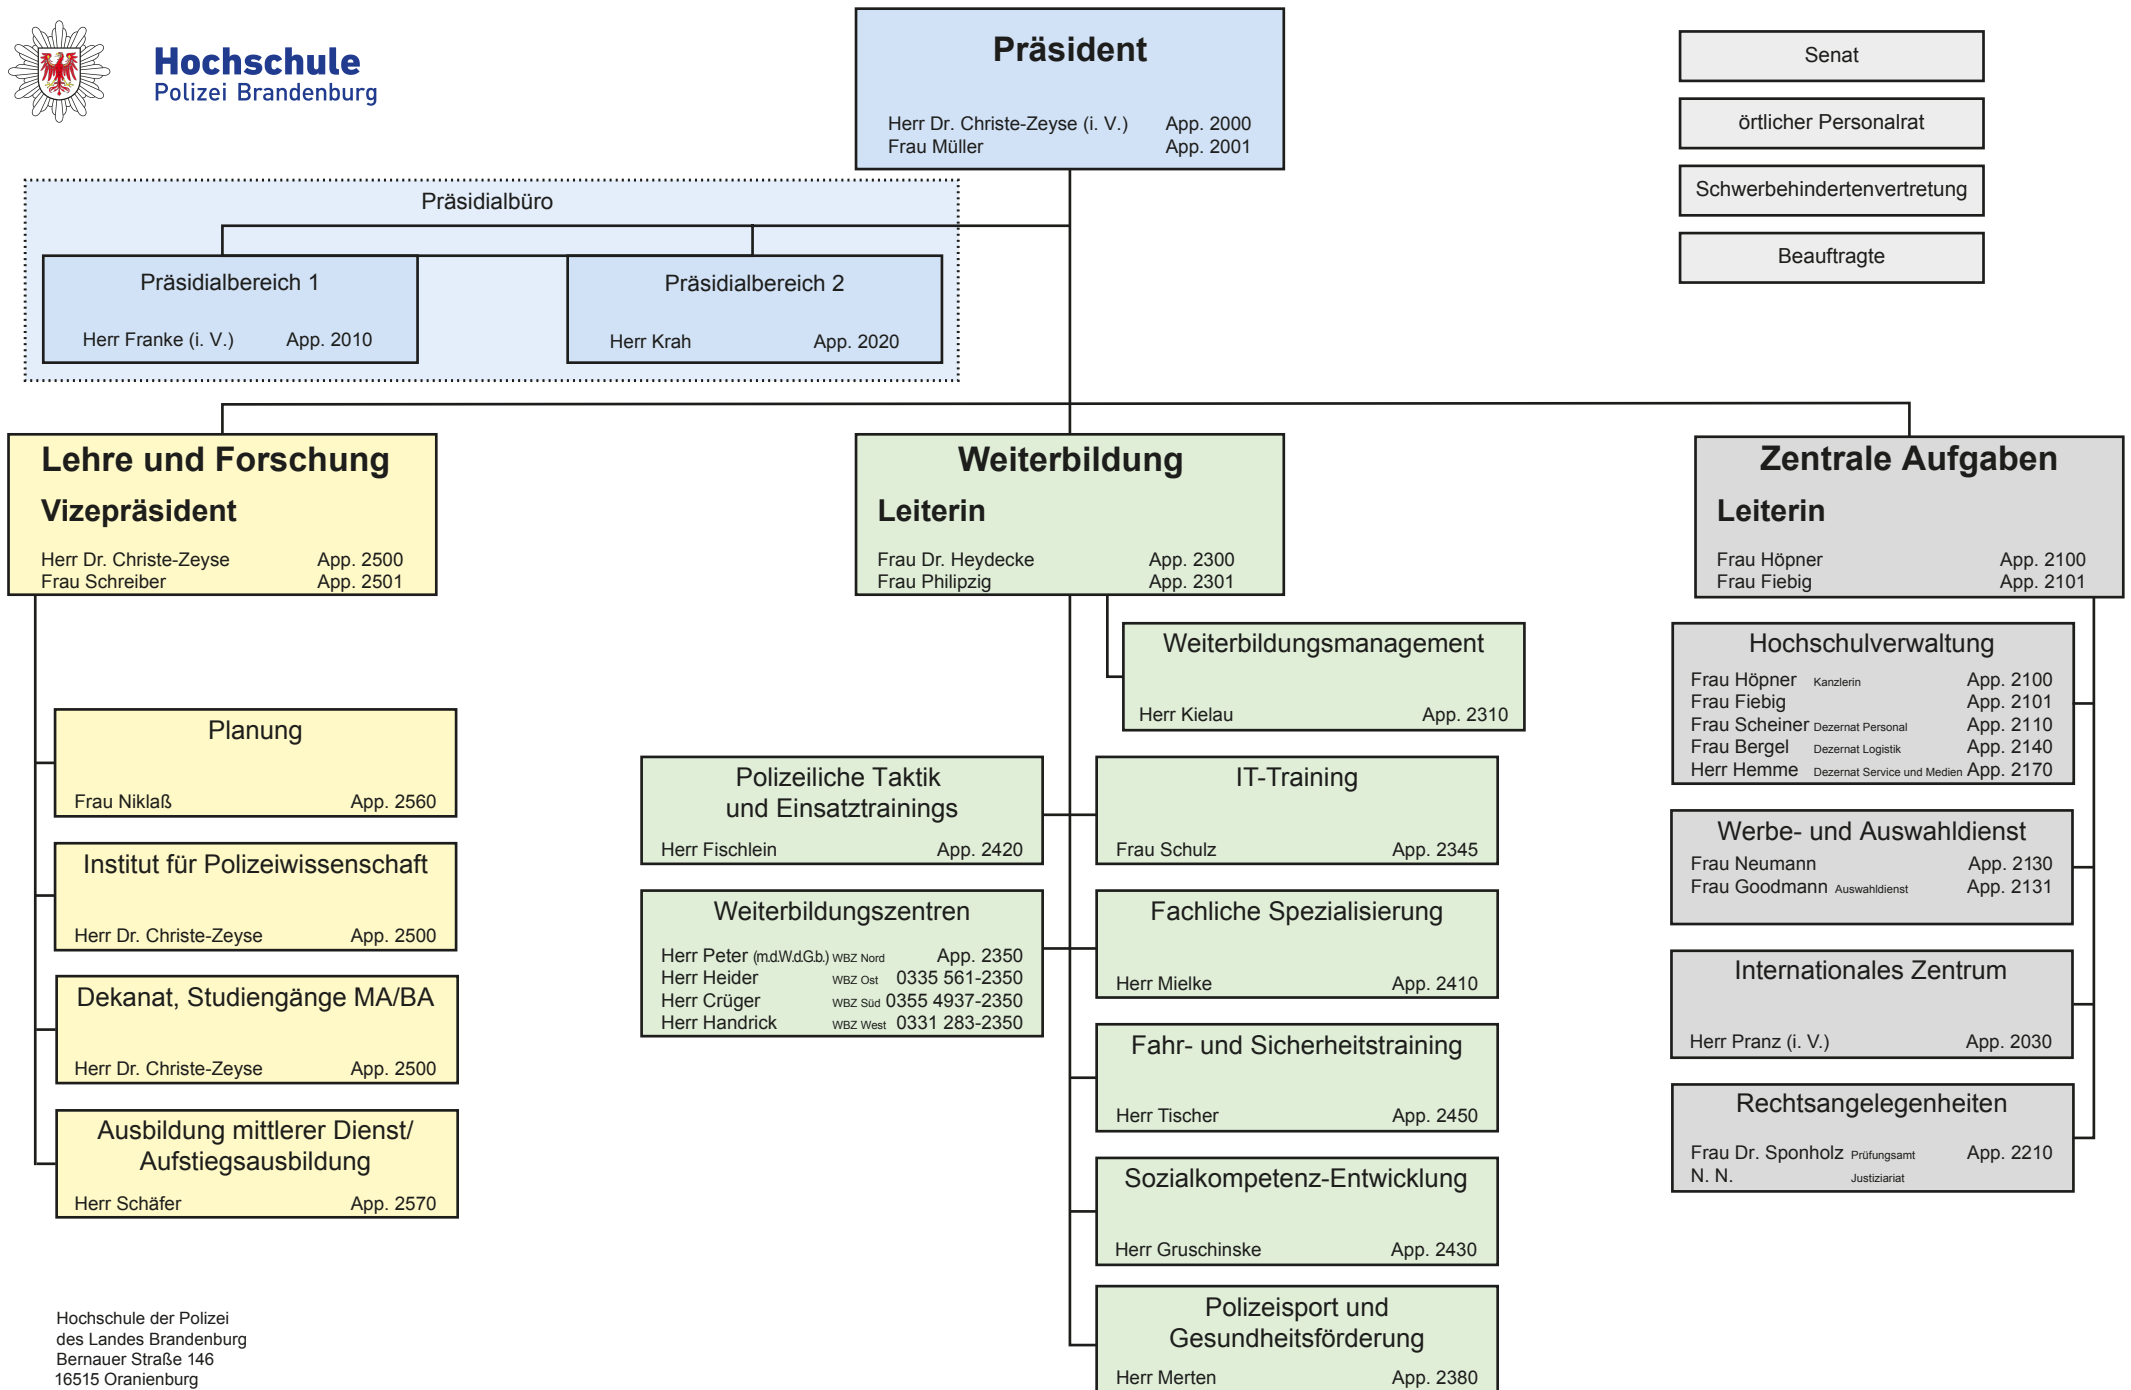 Hochschule
Polizei Brandenburg
Präsident
Herr Dr. Christe-Zeyse (i. V.) App. 2000
Frau Müller App. 2001
Senat
örtlicher Personalrat
Schwerbehindertenvertretung
Beauftragte
Präsidialbüro
Präsidialbereich 1
Herr Franke (i. V.) App. 2010
Präsidialbereich 2
Herr Krah App. 2020
Lehre und Forschung
Vizepräsident
Herr Dr. Christe-Zeyse App. 2500
Frau Schreiber App. 2501
Planung
Frau Niklaß App. 2560
Institut für Polizeiwissenschaft
Herr Dr. Christe-Zeyse App. 2500
Dekanat, Studiengänge MA/BA
Herr Dr. Christe-Zeyse App. 2500
Ausbildung mittlerer Dienst/
Aufstiegsausbildung
Herr Schäfer App. 2570
Weiterbildung
Leiterin
Frau Dr. Heydecke App. 2300
Frau Philipzig App. 2301
Weiterbildungsmanagement
Herr Kielau App. 2310
Polizeiliche Taktik
und Einsatztrainings
Herr Fischlein App. 2420
Weiterbildungszentren
Herr Peter (m.d.W.d.G.b.) WBZ Nord App. 2350
Herr Heider WBZ Ost 0335 561-2350
Herr Crüger WBZ Süd 0355 4937-2350
Herr Handrick WBZ West 0331 283-2350
IT-Training
Frau Schulz App. 2345
Fachliche Spezialisierung
Herr Mielke App. 2410
Fahr- und Sicherheitstraining
Herr Tischer App. 2450
Sozialkompetenz-Entwicklung
Herr Gruschinske App. 2430
Polizeisport und
Gesundheitsförderung
Herr Merten App. 2380
Zentrale Aufgaben
Leiterin
Frau Höpner App. 2100
Frau Fiebig App. 2101
Hochschulverwaltung
Frau Höpner Kanzlerin App. 2100
Frau Fiebig App. 2101
Frau Scheiner Dezernat Personal App. 2110
Frau Bergel Dezernat Logistik App. 2140
Herr Hemme Dezernat Service und Medien App. 2170
Werbe- und Auswahldienst
Frau Neumann App. 2130
Frau Goodmann Auswahldienst App. 2131
Internationales Zentrum
Herr Pranz (i. V.) App. 2030
Rechtsangelegenheiten
Frau Dr. Sponholz Prüfungsamt App. 2210
N. N. Justiziariat
Hochschule der Polizei
des Landes Brandenburg
Bernauer Straße 146
16515 Oranienburg